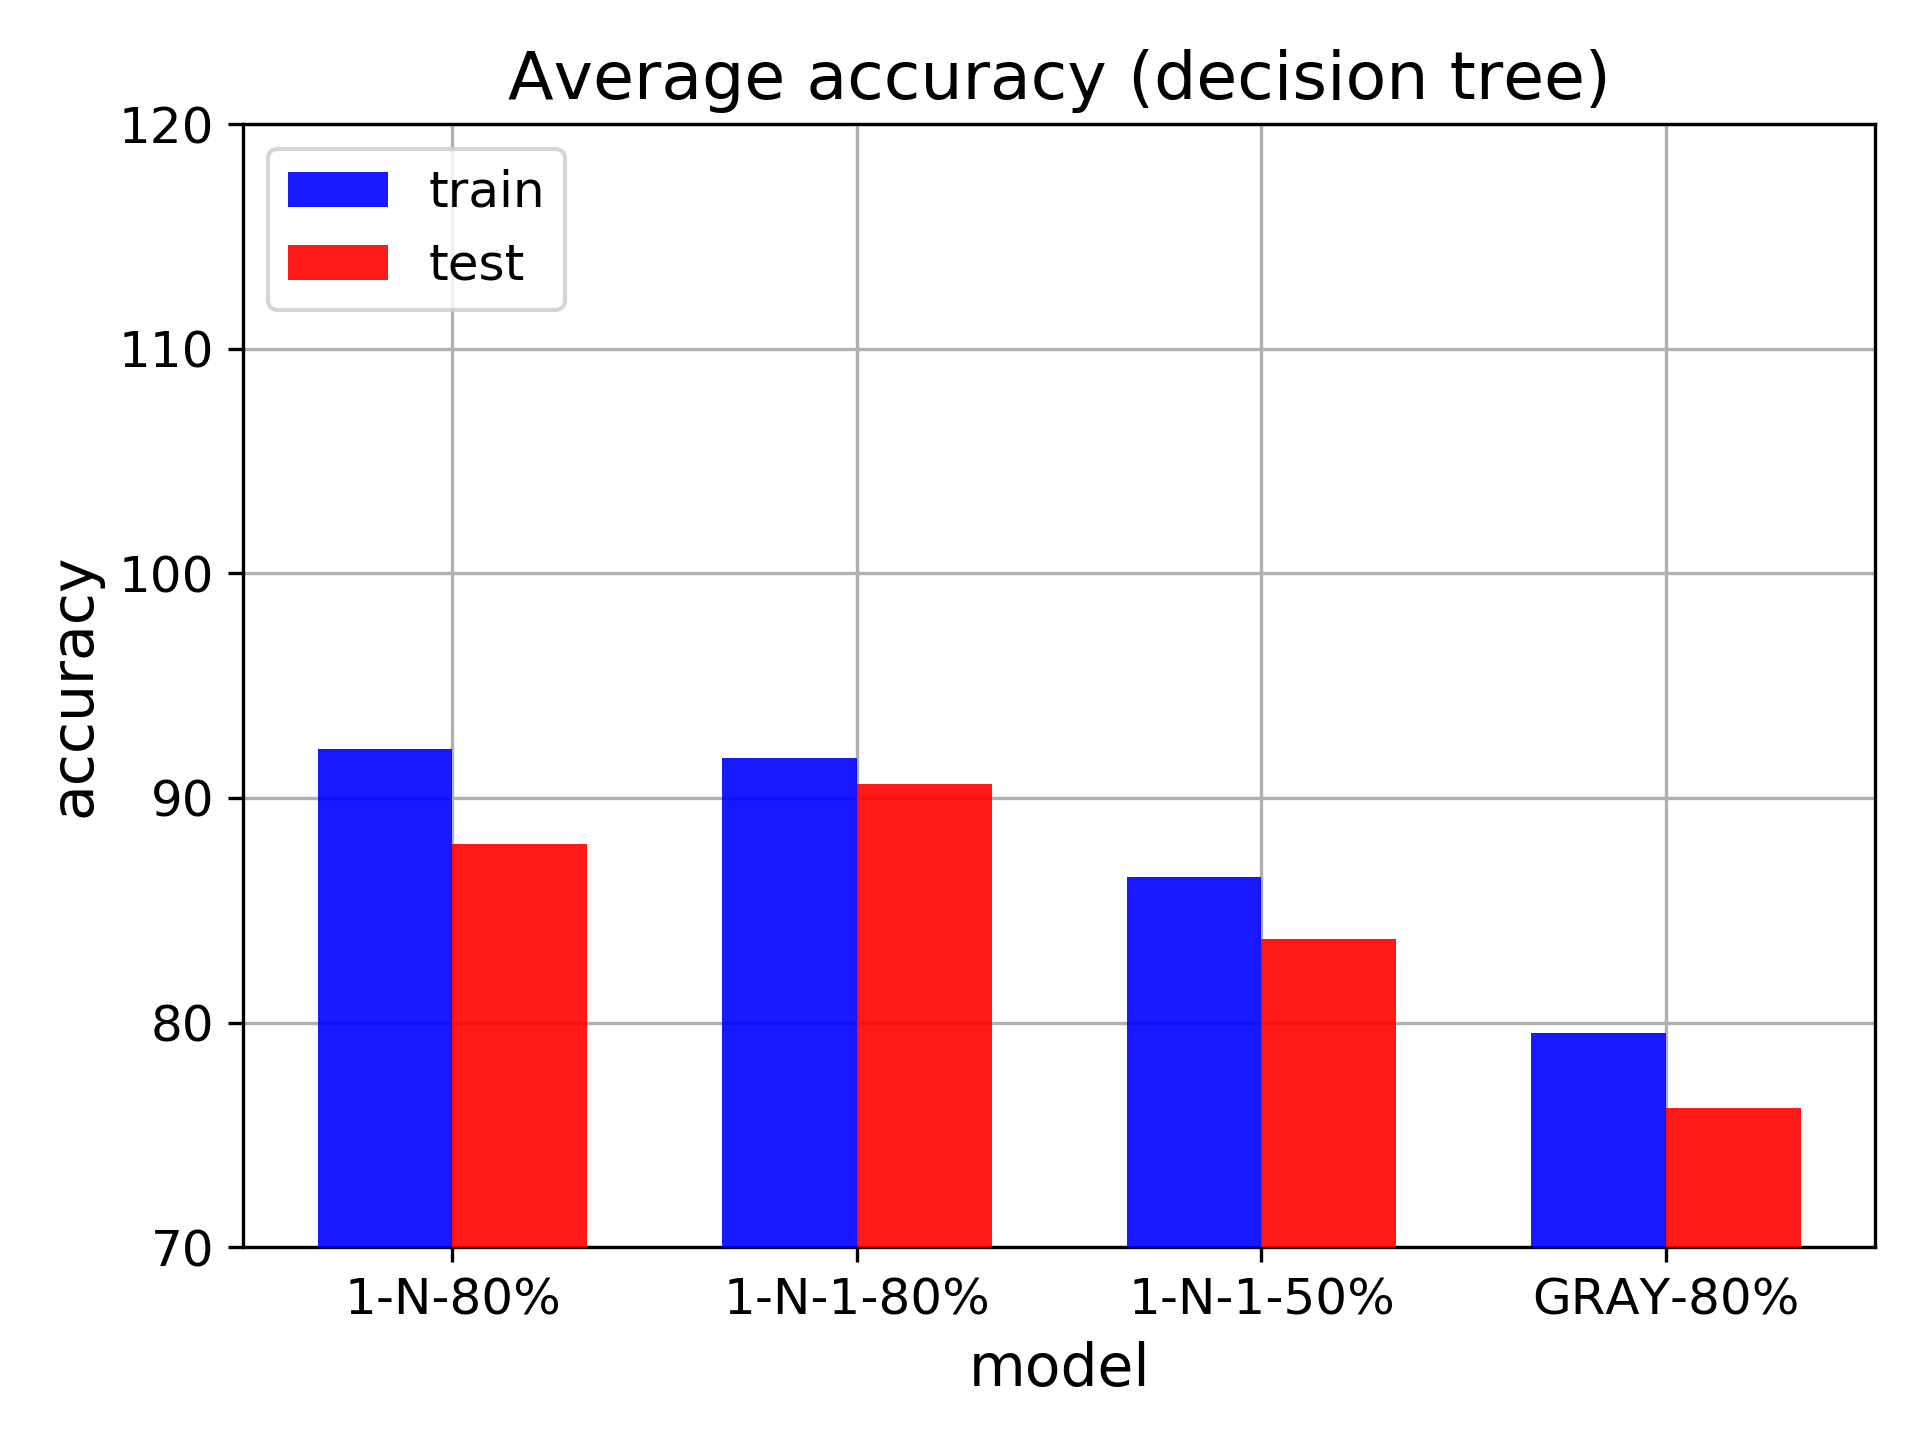 Average accuracy (decision tree)
120
110
100
90
80
70
accuracy
train
test
1-N-80% 1-N-1-80% 1-N-1-50% GRAY-80%
model